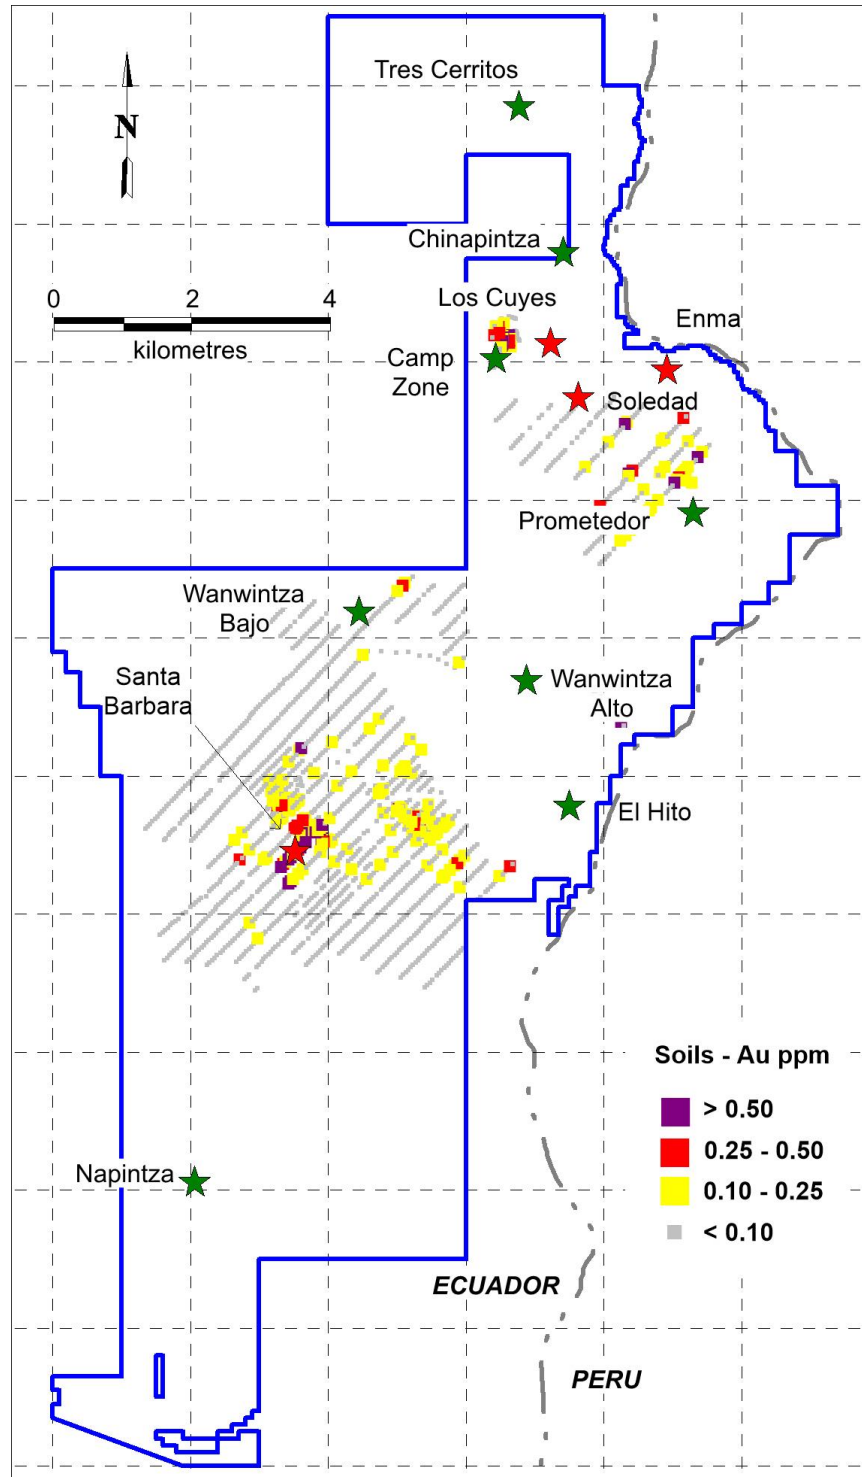 Tres Cerritos
N
Chinapintza
0 2 4
kilometres
Los Cuyes
Enma
Camp
Zone
Soledad
Prometedor
Wanwintza
Bajo
Santa
Barbara
Wanwintza
Alto
El Hito
Soils - Au ppm
> 0.50
0.25 - 0.50
0.10 - 0.25
< 0.10
Napintza
ECUADOR
PERU